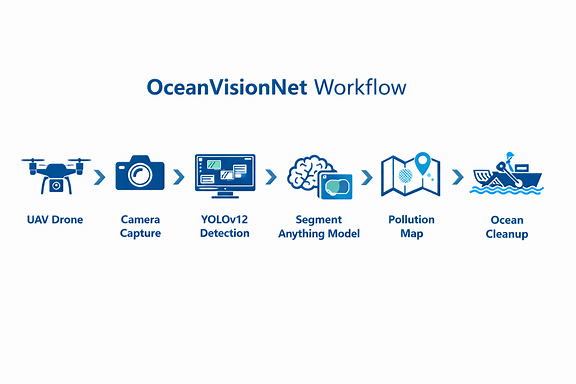 OceanVisionNet Workflow
UAV Drone
Camera
Capture
YOLOv12
Detection
Segment
Anything Model
Pollution
Map
Ocean
Cleanup